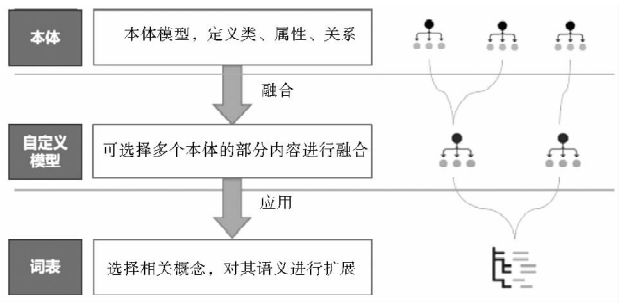 本体
本体模型，定义类、属性、关系
融合
自定义
模型
可选择多个本体的部分内容进行融合
应用
词表
选择相关概念，对其语义进行扩展